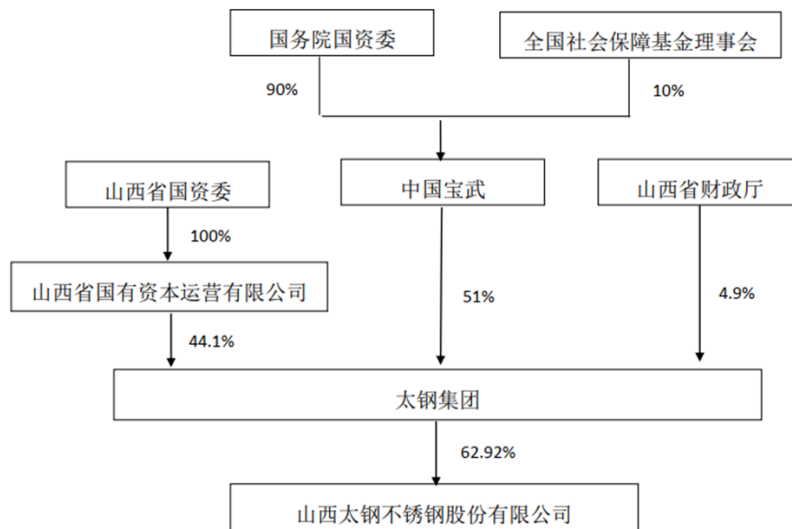 国务院国资委
全国社会保障基金理事会
90%
10%
山西省国资委
中国宝武
山西省财政厅
100%
山西省国有资本运营有限公司
51%
4.9%
44.1%
太钢集团
62.92%
山西太钢不锈钢股份有限公司